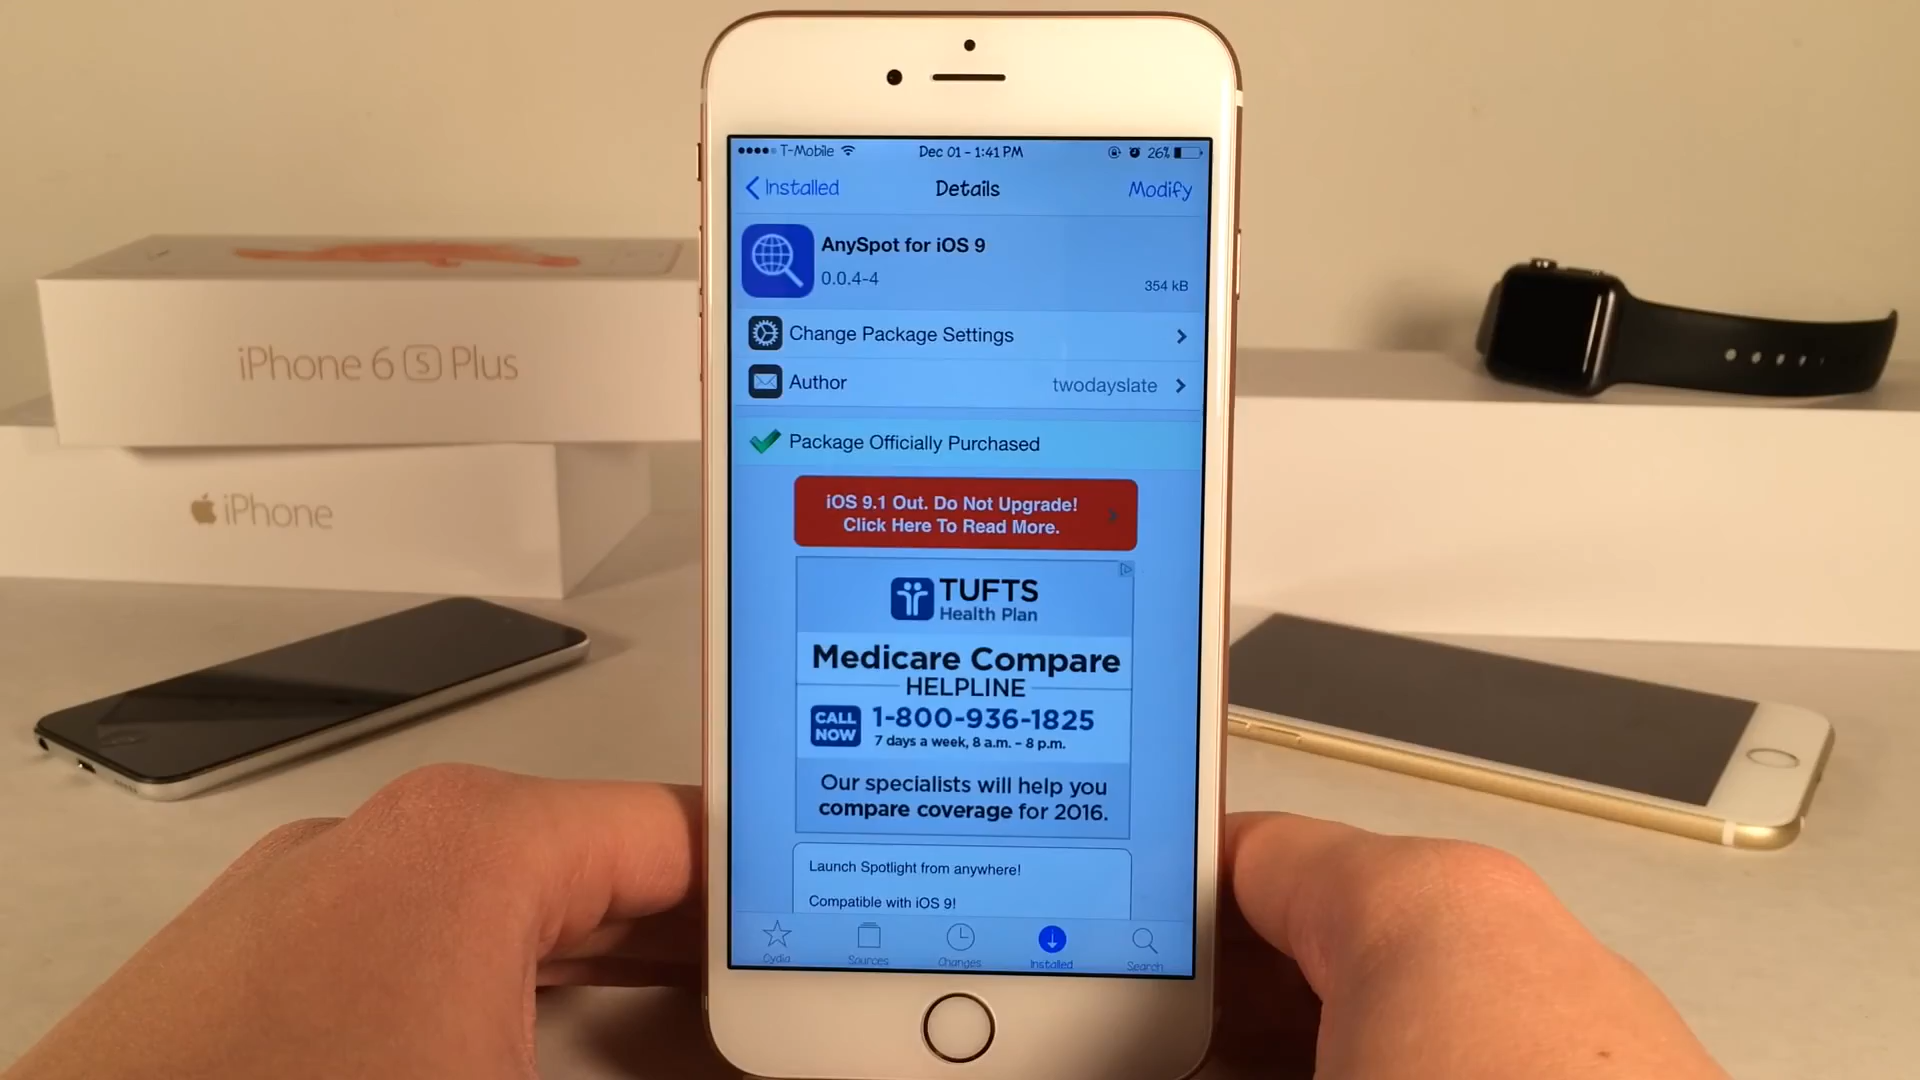 T-Mobile
Dec 01 - 1:41 PM
26%
Installed
Details
Modify
AnySpot for iOS 9
0.0.4-4
354 kB
Change Package Settings
Author
twodayslate
Package Officially Purchased
iOS 9.1 Out. Do Not Upgrade!
Click Here To Read More.
TUFTS
Health Plan
Medicare Compare
HELPLINE
CALL
NOW
1-800-936-1825
7 days a week, 8 a.m. - 8 p.m.
Our specialists will help you
compare coverage for 2016.
Launch Spotlight from anywhere!
Compatible with iOS 9!
Cydia
Sources
Changes
Installed
Search
iPhone 6 S Plus
iPhone